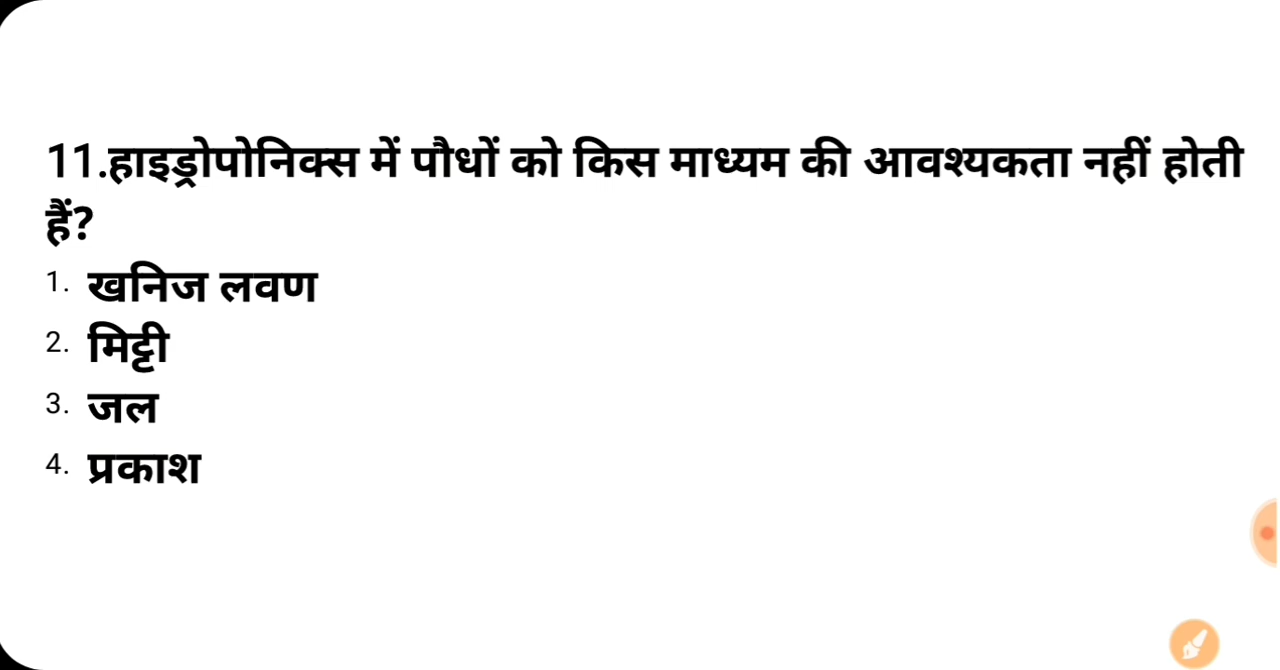 11.हाइड्रोपोनिक्स में पौधों को किस माध्यम की आवश्यकता नहीं होती
हैं?
1. खनिज लवण
2. मिट्टी
3. जल
4. प्रकाश